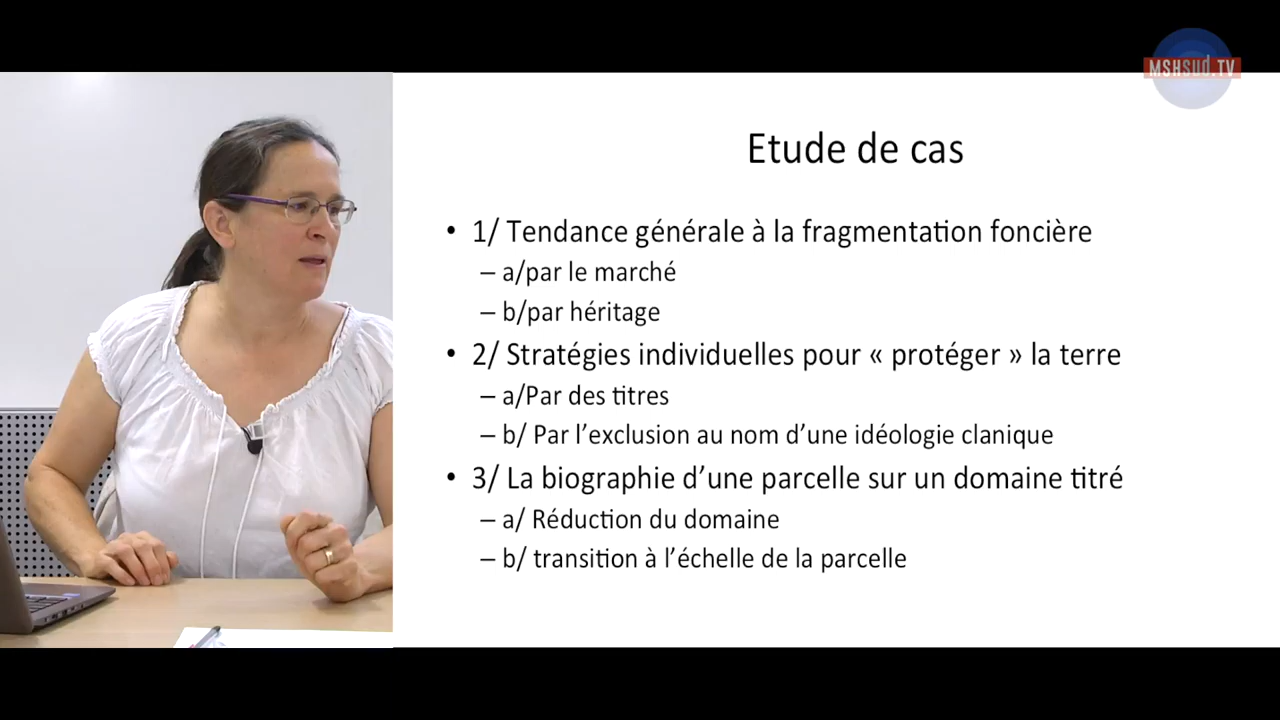 MSHsud.TV
Etude de cas
• 1/ Tendance générale à la fragmentation foncière
– a/par le marché
– b/par héritage
• 2/ Stratégies individuelles pour « protéger » la terre
– a/Par des titres
– b/ Par l’exclusion au nom d’une idéologie clanique
• 3/ La biographie d’une parcelle sur un domaine titré
– a/ Réduction du domaine
– b/ transition à l’échelle de la parcelle